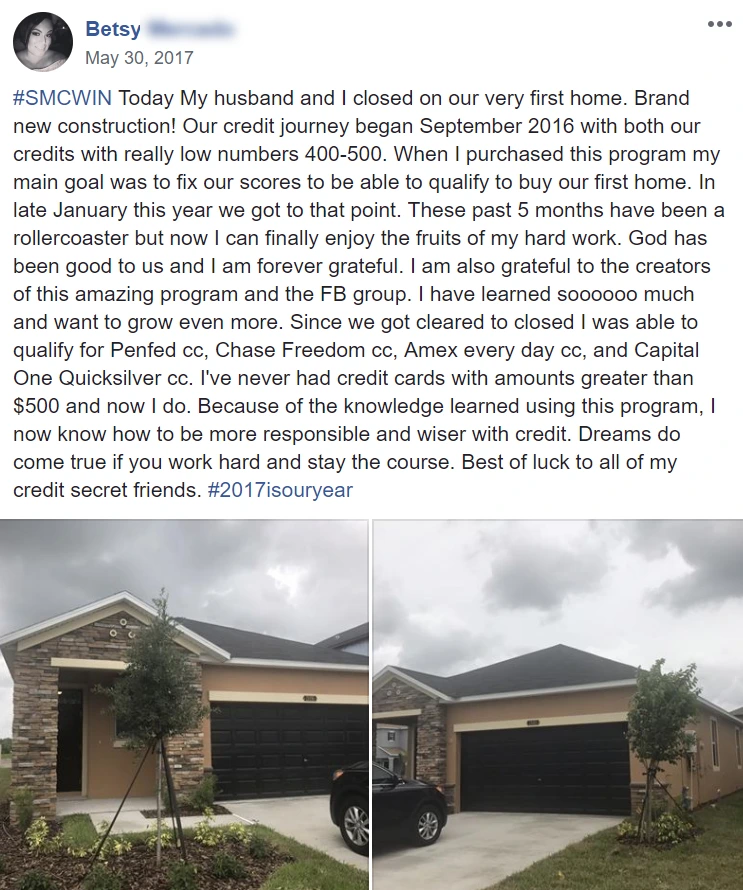 Betsy
May 30, 2017
#SMCWIN Today My husband and I closed on our very first home. Brand
new construction! Our credit journey began September 2016 with both our
credits with really low numbers 400-500. When I purchased this program my
main goal was to fix our scores to be able to qualify to buy our first home. In
late January this year we got to that point. These past 5 months have been a
rollercoaster but now I can finally enjoy the fruits of my hard work. God has
been good to us and I am forever grateful. I am also grateful to the creators
of this amazing program and the FB group. I have learned soooooo much
and want to grow even more. Since we got cleared to closed I was able to
qualify for Penfed cc, Chase Freedom cc, Amex every day cc, and Capital
One Quicksilver cc. I've never had credit cards with amounts greater than
$500 and now I do. Because of the knowledge learned using this program, I
now know how to be more responsible and wiser with credit. Dreams do
come true if you work hard and stay the course. Best of luck to all of my
credit secret friends. #2017isouryear